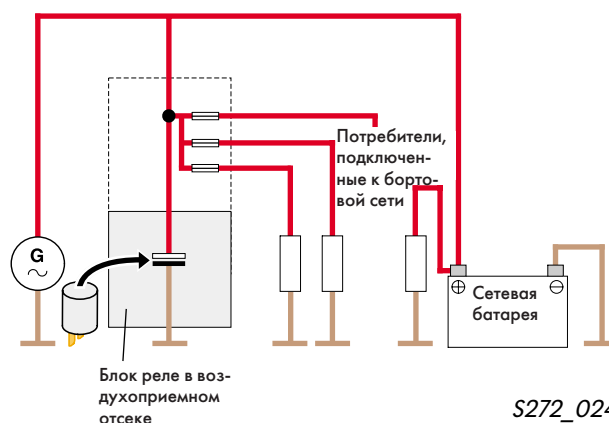 Потребители,
подключен-
ные к борто-
вой сети
G
Сетевая
батарея
Блок реле в воз-
духоприемном
отсеке
S272_024